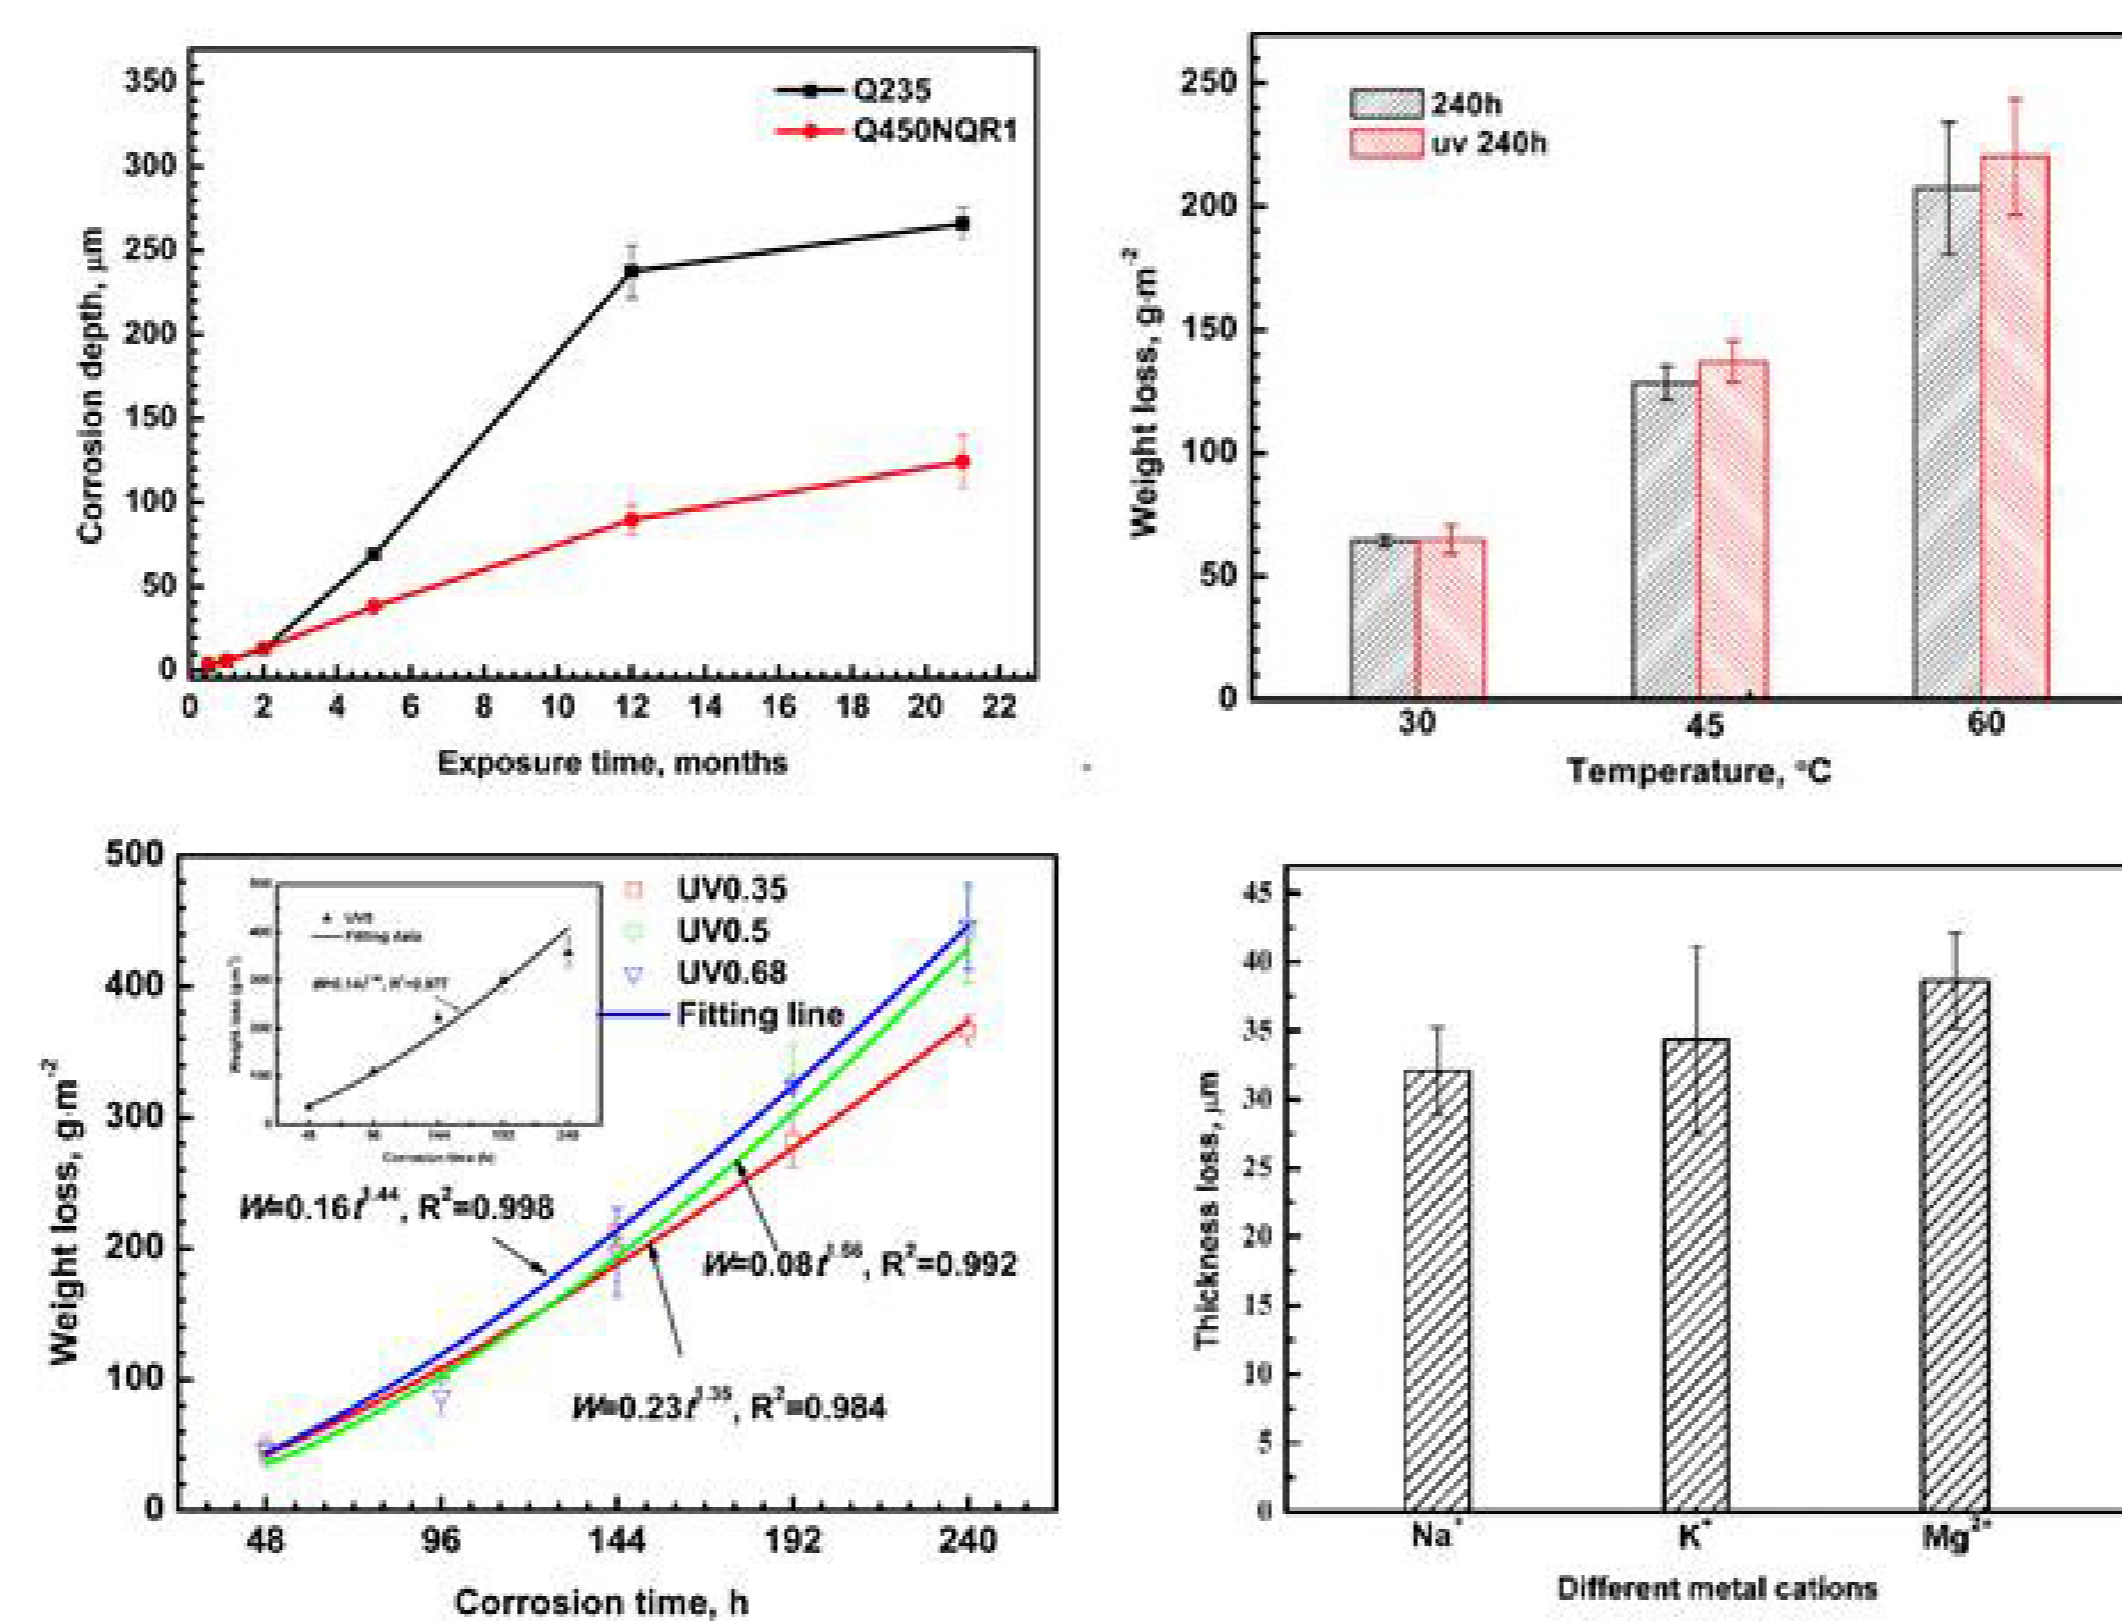 350
300
250
200
150
100
50
0
Corrosion depth, μm
Q235
Q450NQR1
0 2 4 6 8 10 12 14 16 18 20 22
Exposure time, months
250
200
150
100
50
0
Weight loss, g·m⁻²
240h
uv 240h
30 45 60
Temperature, °C
500
400
300
200
100
0
Weight loss, g·m⁻²
UV0.35
UV0.5
UV0.68
Fitting line
Fitting data
Corrosion time (h)
W=0.16t¹·⁴⁴, R²=0.998
W=0.08t¹·⁵⁶, R²=0.992
W=0.23t¹·³⁵, R²=0.984
48 96 144 192 240
Corrosion time, h
45
40
35
30
25
20
15
10
5
0
Thickness loss, μm
Na⁺ K⁺ Mg²⁺
Different metal cations